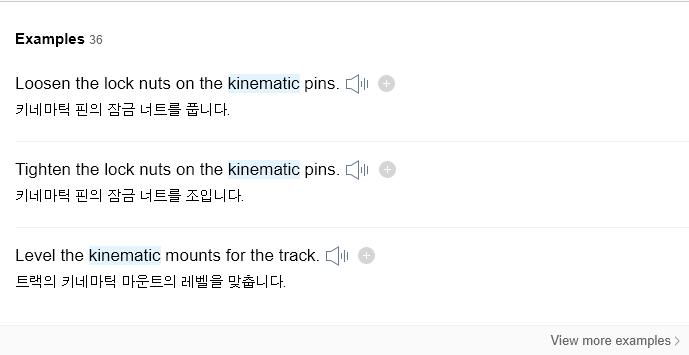 Examples 36
Loosen the lock nuts on the kinematic pins.
키네마틱 핀의 잠금 너트를 풉니다.
Tighten the lock nuts on the kinematic pins.
키네마틱 핀의 잠금 너트를 조입니다.
Level the kinematic mounts for the track.
트랙의 키네마틱 마운트의 레벨을 맞춥니다.
View more examples